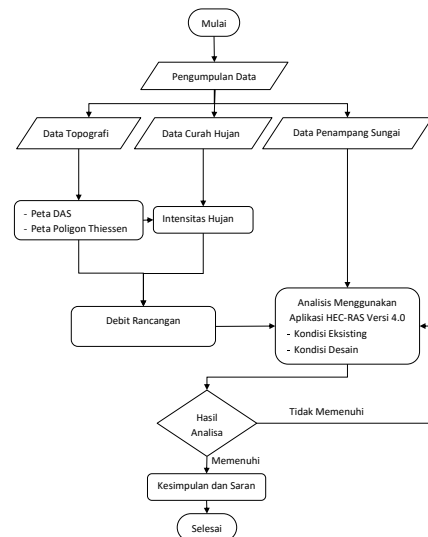 Mulai
Pengumpulan Data
Data Topografi
Data Curah Hujan
Data Penampang Sungai
- Peta DAS
- Peta Poligon Thiessen
Intensitas Hujan
Debit Rancangan
Analisis Menggunakan
Aplikasi HEC-RAS Versi 4.0
- Kondisi Eksisting
- Kondisi Desain
Hasil
Analisa
Tidak Memenuhi
Memenuhi
Kesimpulan dan Saran
Selesai